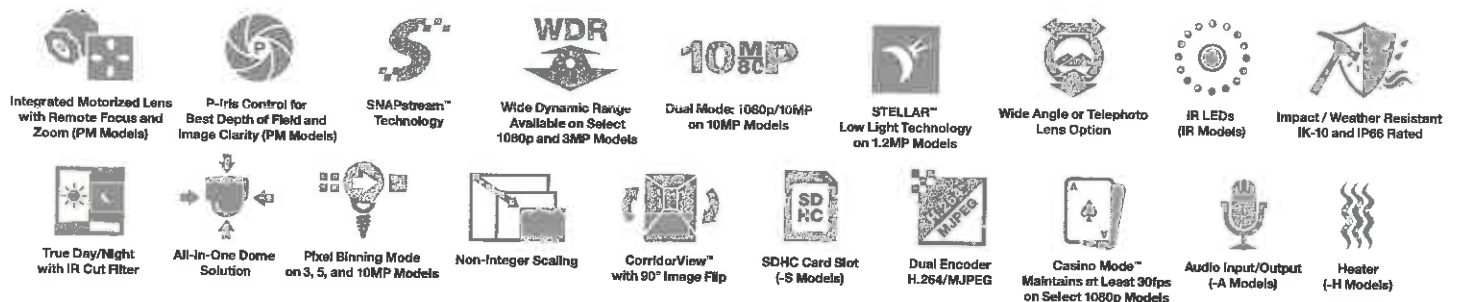 Integrated Motorized Lens
with Remote Focus and
Zoom (PM Models)
P
P-Iris Control for
Best Depth of Field and
Image Clarity (PM Models)
S
SNAPstream™
Technology
WDR
Wide Dynamic Range
Available on Select
1080p and 3MP Models
10 M 80C P
Dual Mode: 1080p/10MP
on 10MP Models
STELLAR™
Low Light Technology
on 1.2MP Models
Wide Angle or Telephoto
Lens Option
IR LEDs
(IR Models)
Impact / Weather Resistant
IK-10 and IP66 Rated
True Day/Night
with IR Cut Filter
All-in-One Dome
Solution
Pixel Binning Mode
on 3, 5, and 10MP Models
Non-Integer Scaling
CorridorView™
with 90° Image Flip
SD
HC
SDHC Card Slot
(-S Models)
H.264
MJPEG
Dual Encoder
H.264/MJPEG
A
A
Casino Mode™
Maintains at Least 30fps
on Select 1080p Models
Audio Input/Output
(-A Models)
Heater
(-H Models)